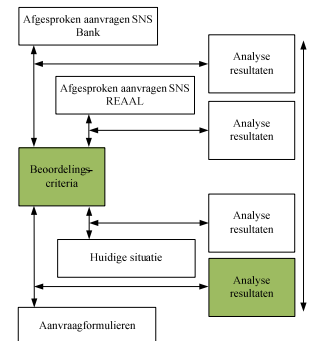 Afgesproken aanvragen SNS
Bank
Analyse
resultaten
Afgesproken aanvragen SNS
REAAL
Analyse
resultaten
Beoordelings-
criteria
Analyse
resultaten
Huidige situatie
Analyse
resultaten
Aanvraagformulieren